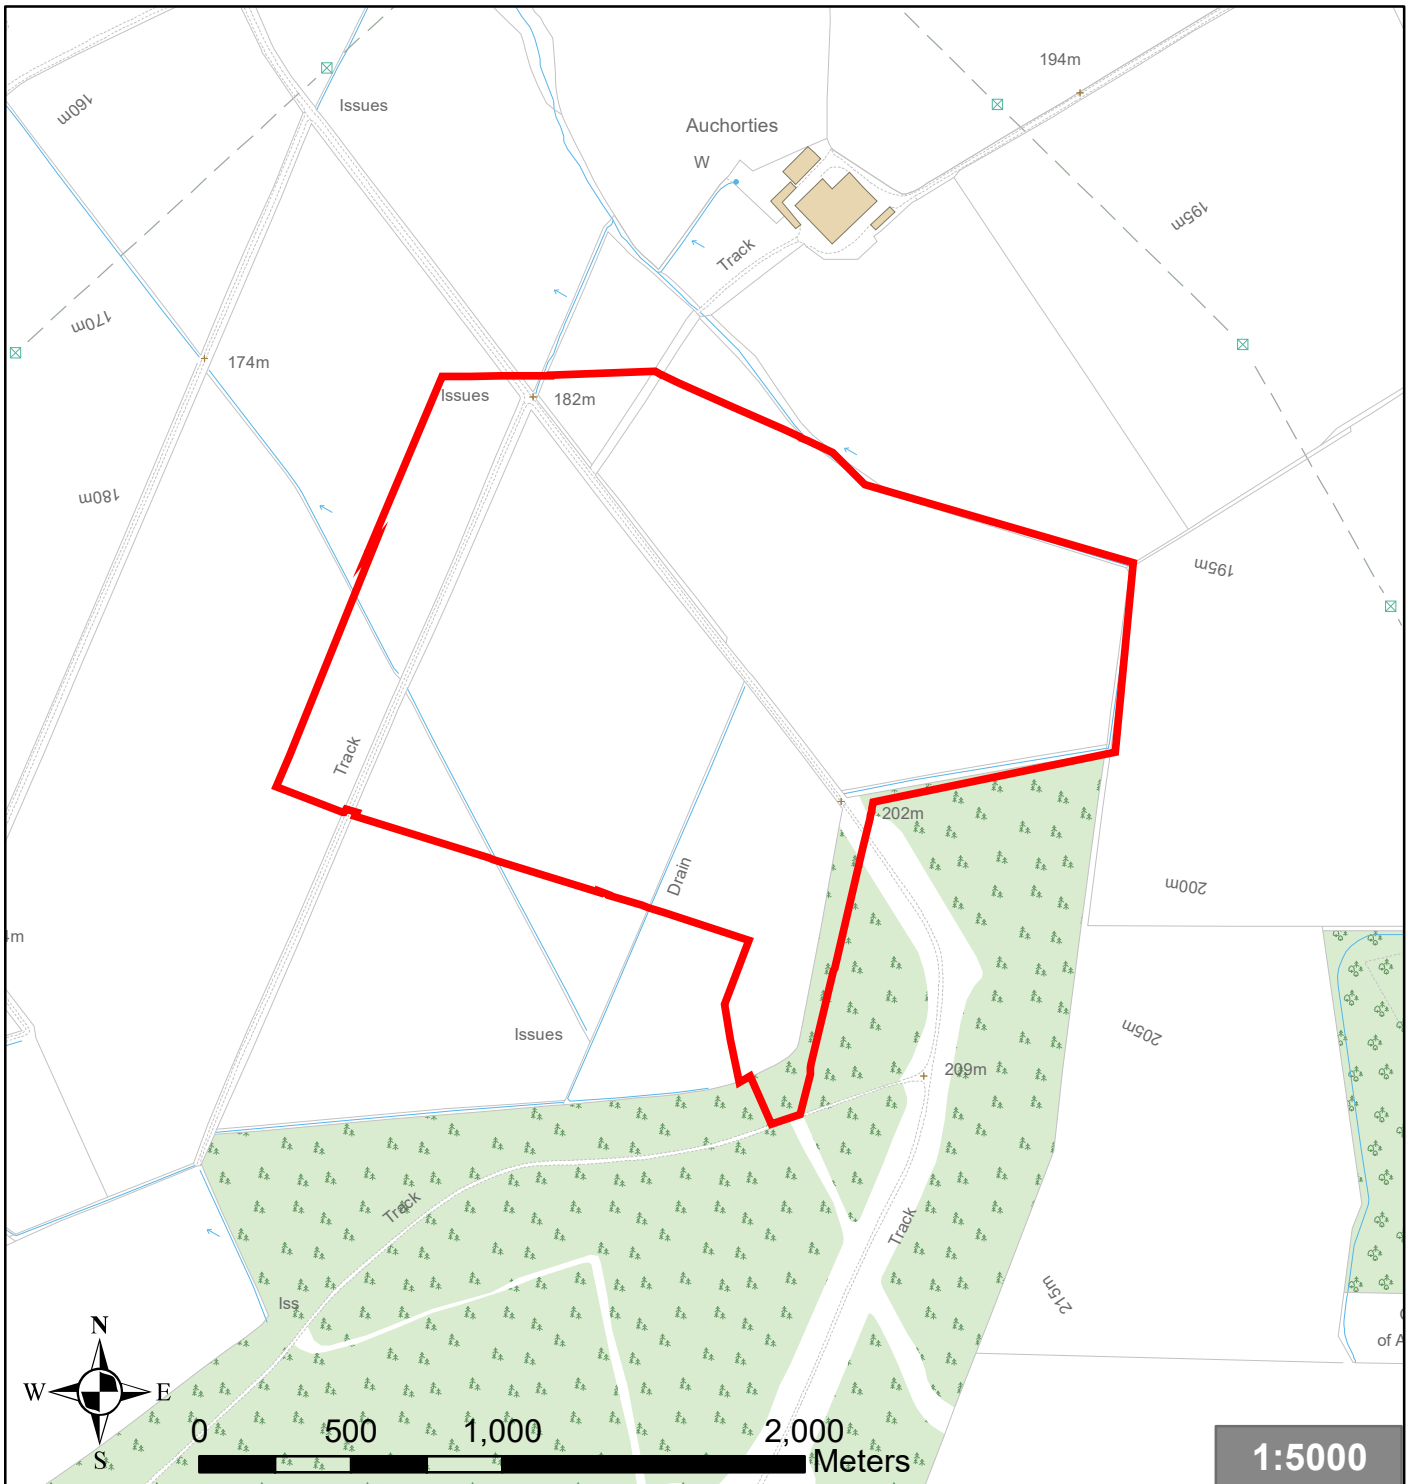 194m
160m
Issues
Auchorties
W
195m
Track
170m
174m
Issues
182m
180m
195m
Track
202m
Drain
200m
Issues
205m
209m
Track
Track
215m
Iss
of A
N
W
E
S
0 500 1,000 2,000
Meters
1:5000